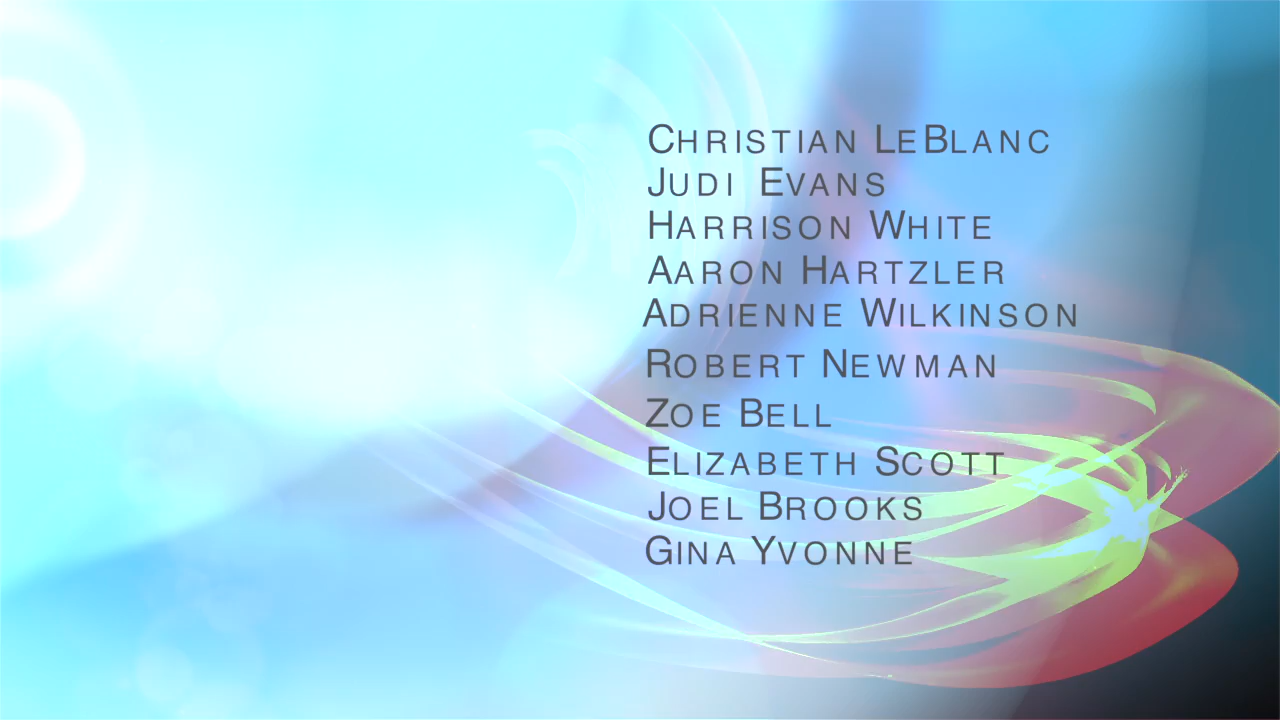 CHRISTIAN LEBLANC
JUDI EVANS
HARRISON WHITE
AARON HARTZLER
ADRIENNE WILKINSON
ROBERT NEWMAN
ZOE BELL
ELIZABETH SCOTT
JOEL BROOKS
GINA YVONNE